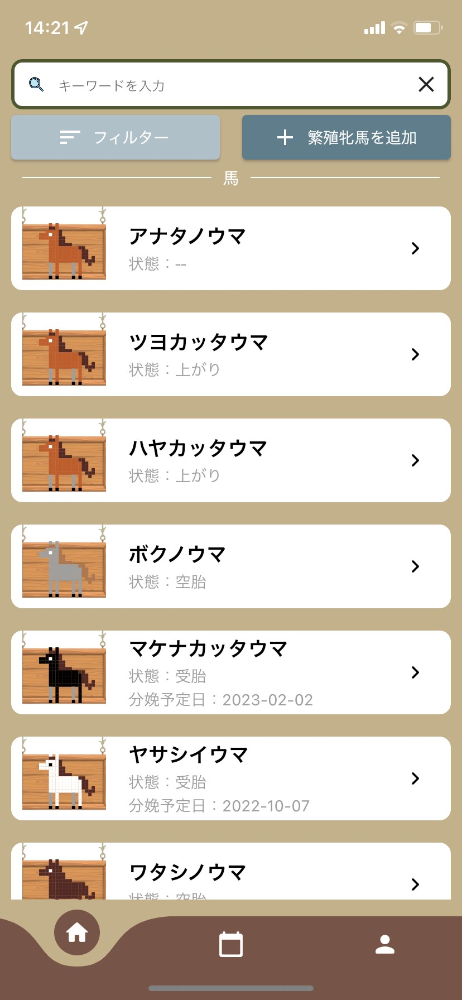 14:21
キーワードを入力
フィルター
繁殖牝馬を追加
馬
アナタノウマ
状態：--
ツヨカッタウマ
状態：上がり
ハヤカッタウマ
状態：上がり
ボクノウマ
状態：空胎
マケナカッタウマ
状態：受胎
分娩予定日：2023-02-02
ヤサシイウマ
状態：受胎
分娩予定日：2022-10-07
ワタシノウマ
状態：空胎